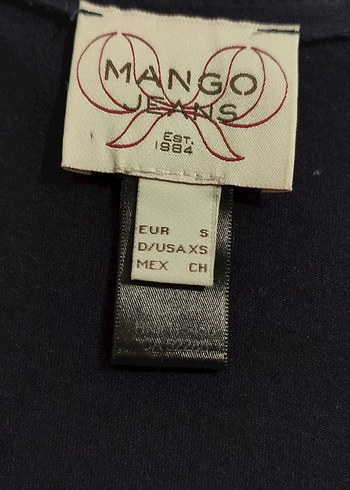 MANGO
JEANS
EST.
1984
EUR S
D/USA XS
MEX CH